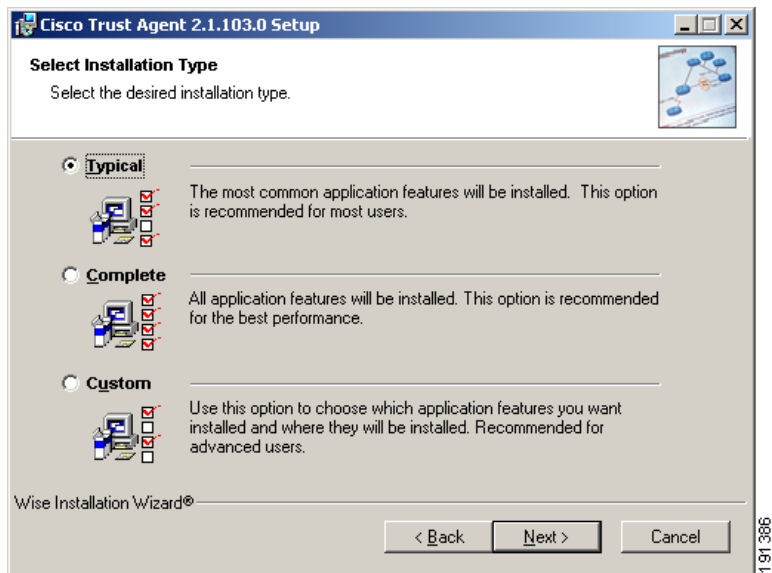 Cisco Trust Agent 2.1.103.0 Setup
Select Installation Type
Select the desired installation type.
Typical
The most common application features will be installed. This option
is recommended for most users.
Complete
All application features will be installed. This option is recommended
for the best performance.
Custom
Use this option to choose which application features you want
installed and where they will be installed. Recommended for
advanced users.
Wise Installation Wizard®
< Back
Next >
Cancel
191386